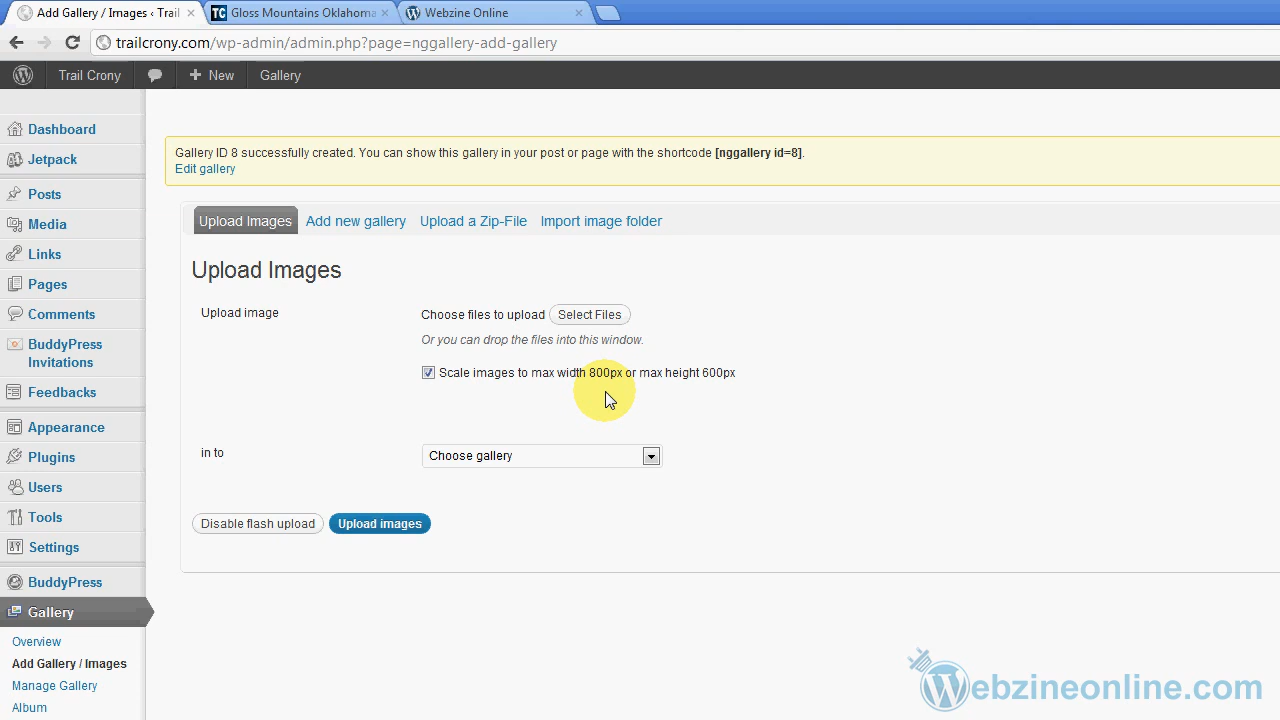 Add Gallery / Images ‹ Trail
Gloss Mountains Oklahoma
Webzine Online
trailcrony.com/wp-admin/admin.php?page=nggallery-add-gallery
Trail Crony
New
Gallery
Dashboard
Jetpack
Posts
Media
Links
Pages
Comments
BuddyPress
Invitations
Feedbacks
Appearance
Plugins
Users
Tools
Settings
BuddyPress
Gallery
Overview
Add Gallery / Images
Manage Gallery
Album
Gallery ID 8 successfully created. You can show this gallery in your post or page with the shortcode [nggallery id=8].
Edit gallery
Upload Images Add new gallery Upload a Zip-File Import image folder
Upload Images
Upload image
Choose files to upload Select Files
Or you can drop the files into this window.
Scale images to max width 800px or max height 600px
in to
Choose gallery
Disable flash upload Upload images
Webzineonline.com